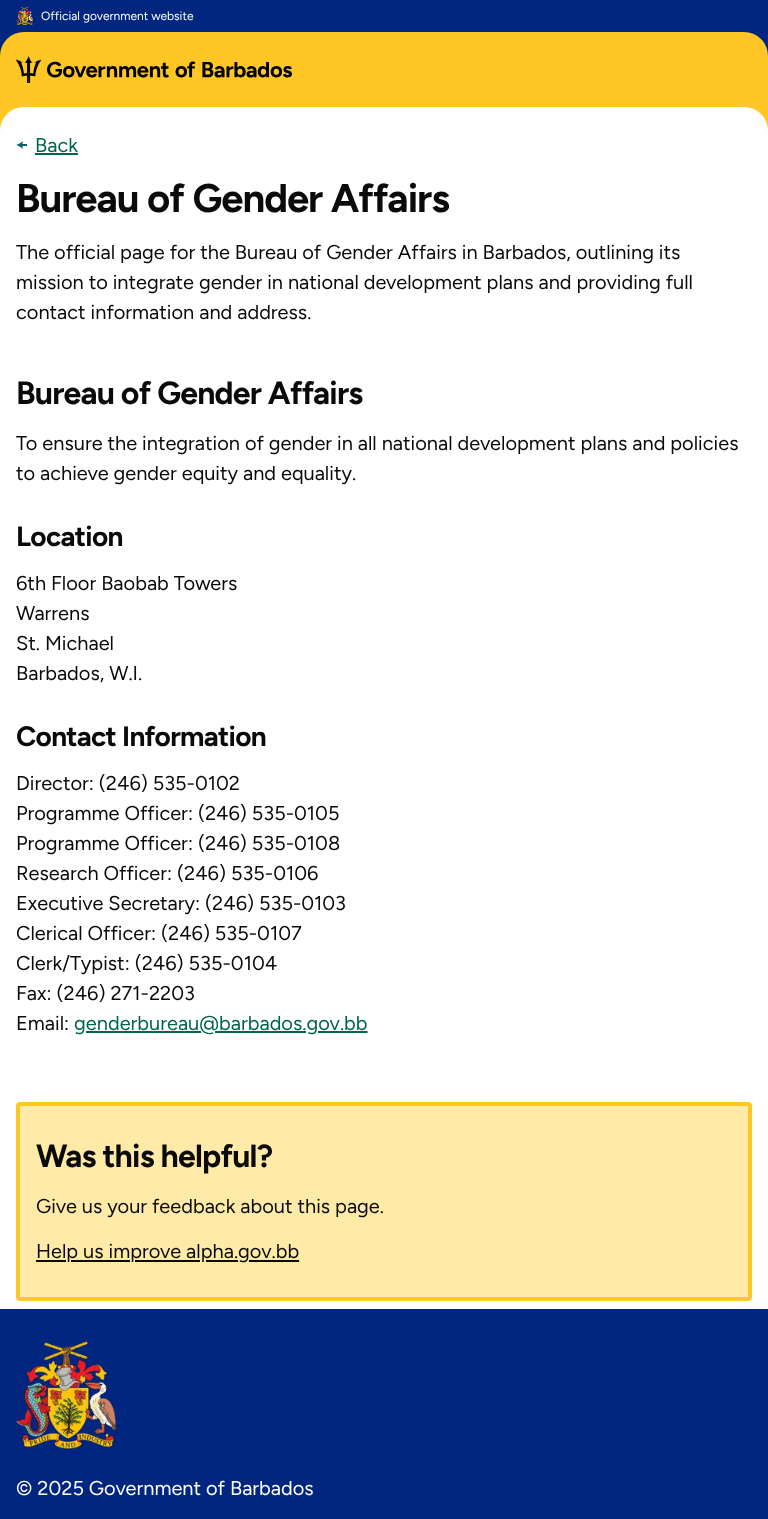 Official government website
Government of Barbados
Back
Bureau of Gender Affairs
The official page for the Bureau of Gender Affairs in Barbados, outlining its
mission to integrate gender in national development plans and providing full
contact information and address.
Bureau of Gender Affairs
To ensure the integration of gender in all national development plans and policies
to achieve gender equity and equality.
Location
6th Floor Baobab Towers
Warrens
St. Michael
Barbados, W.I.
Contact Information
Director: (246) 535-0102
Programme Officer: (246) 535-0105
Programme Officer: (246) 535-0108
Research Officer: (246) 535-0106
Executive Secretary: (246) 535-0103
Clerical Officer: (246) 535-0107
Clerk/Typist: (246) 535-0104
Fax: (246) 271-2203
Email: genderbureau@barbados.gov.bb
Was this helpful?
Give us your feedback about this page.
Help us improve alpha.gov.bb
PRIDE AND INDUSTRY
© 2025 Government of Barbados